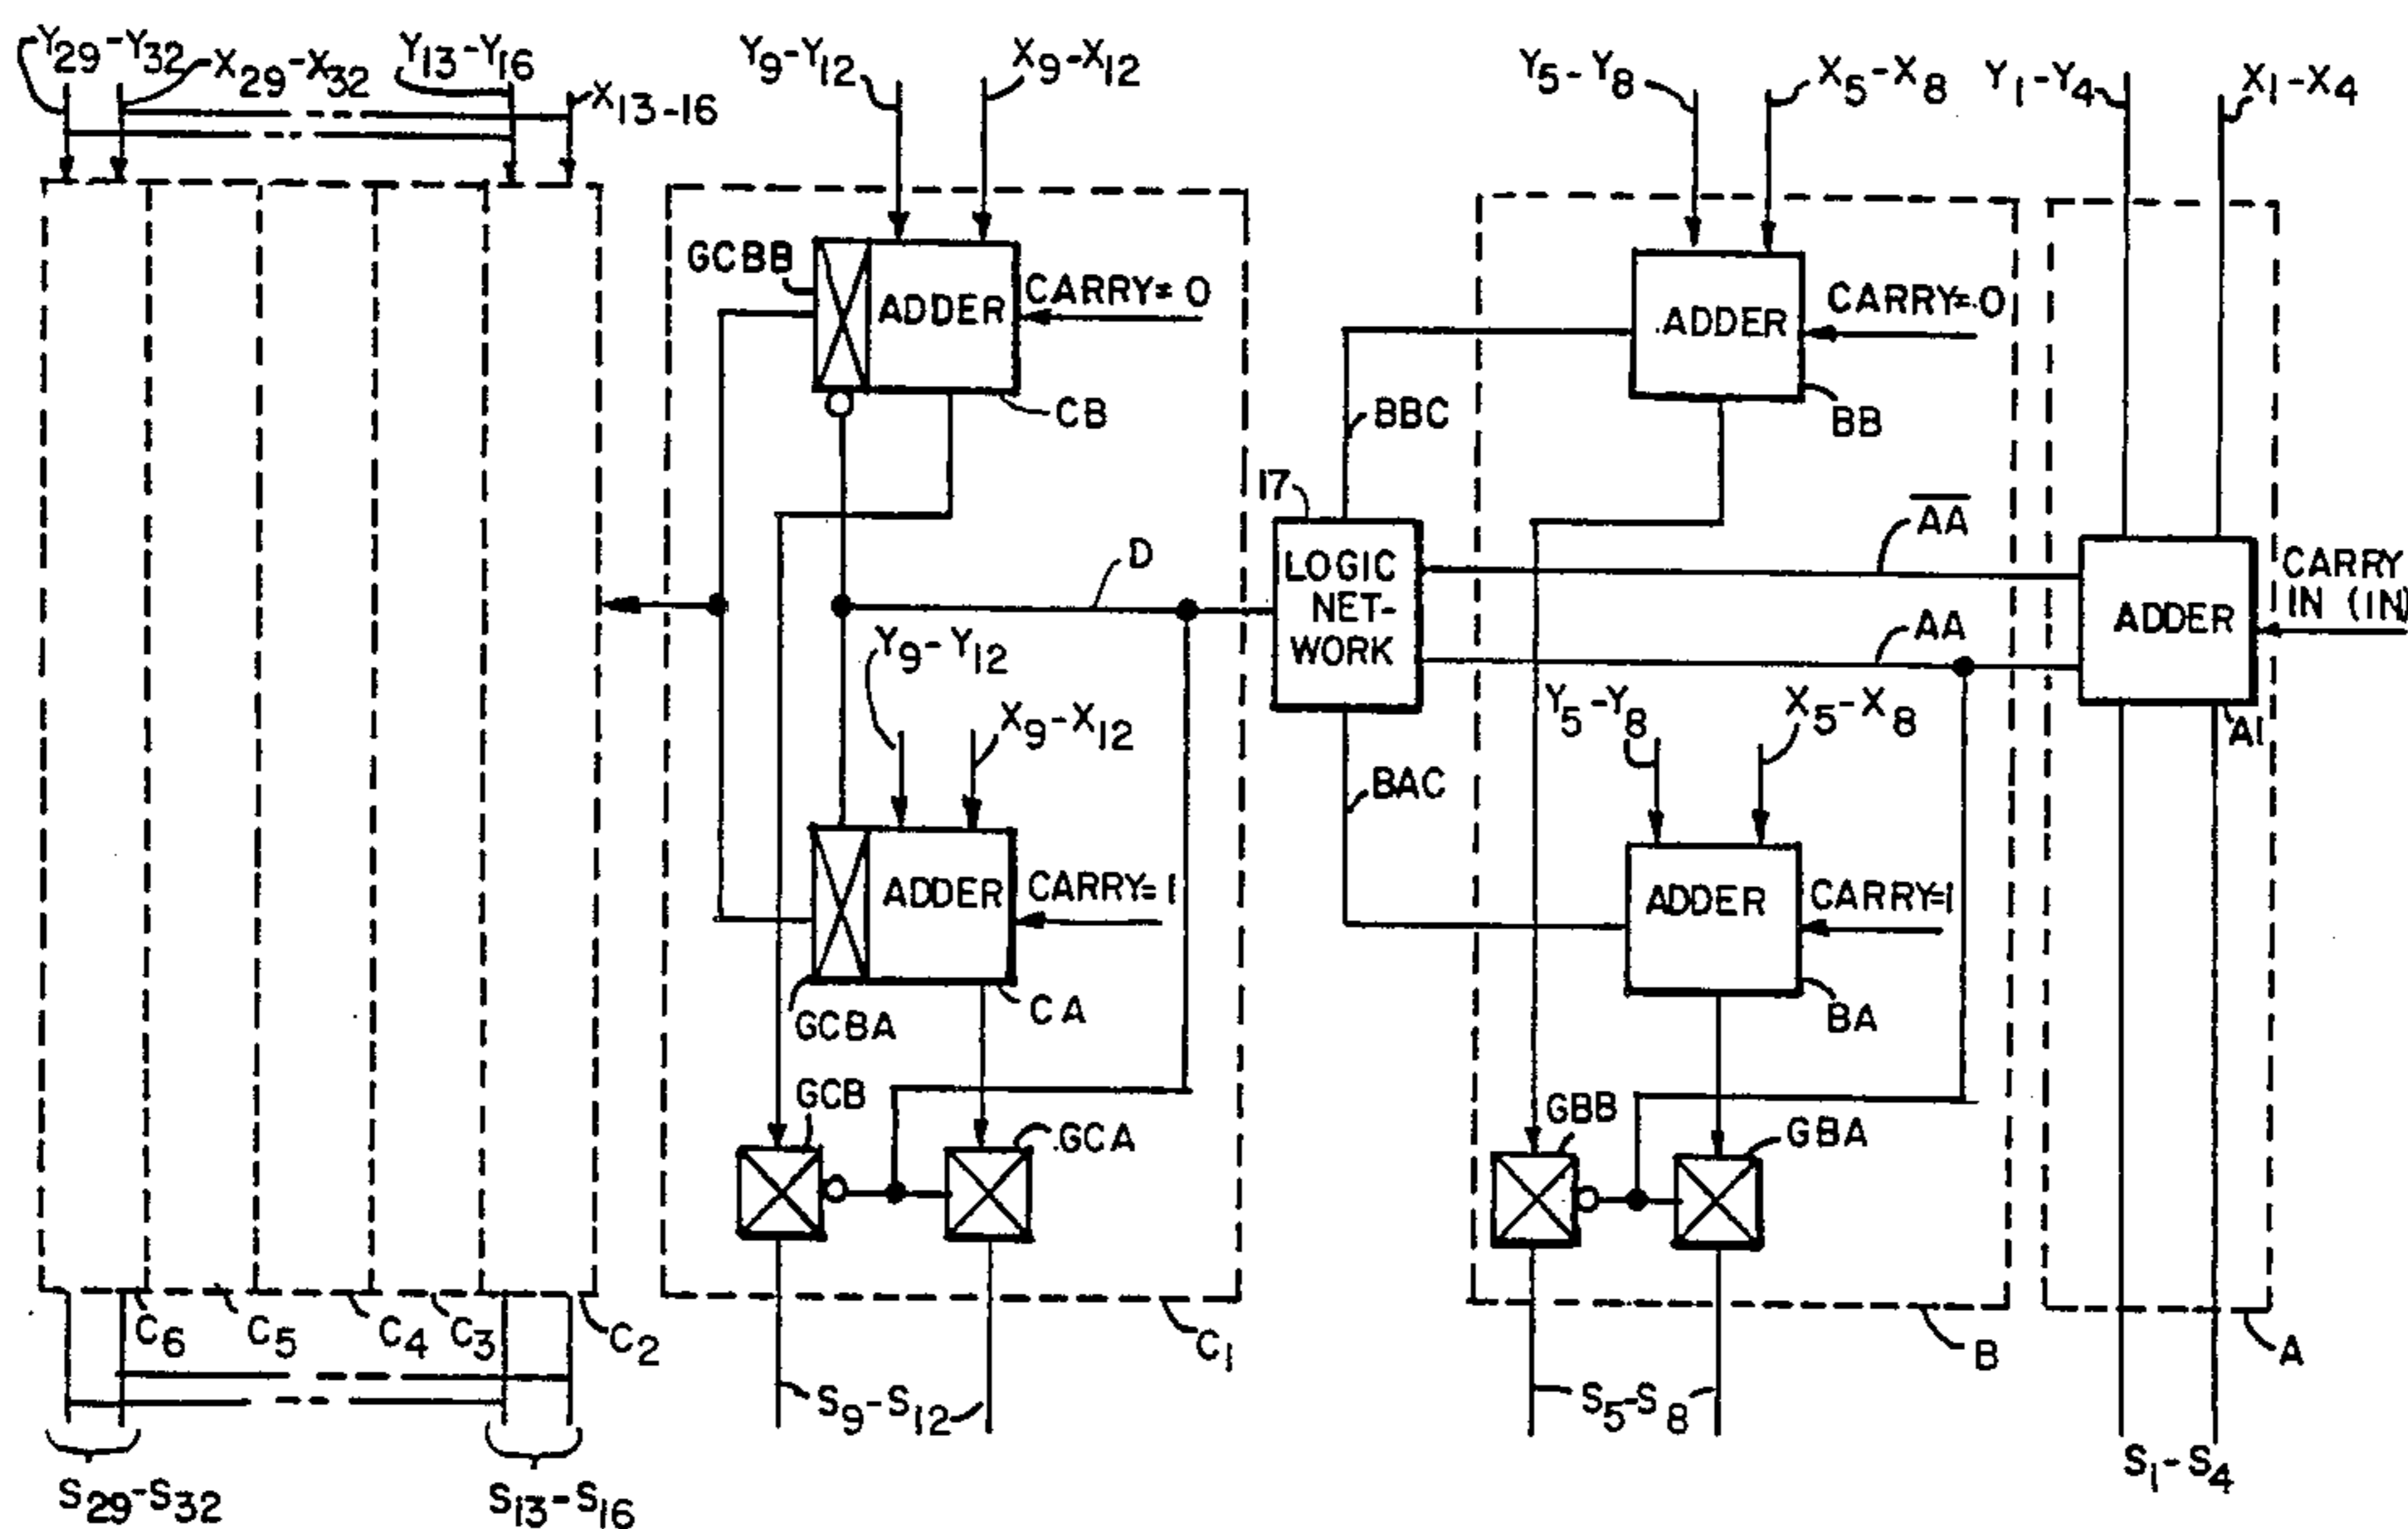 Y29-Y32
X29-X32
Y13-Y16
X13-16
Y9-Y12
X9-X12
Y5-Y8
X5-X8
Y1-Y4
X1-X4
GCBB
ADDER
CARRY=0
CB
ADDER
CARRY=0
BB
BBC
17
LOGIC
NET-
WORK
D
A̅A̅
AA
ADDER
CARRY
IN (IN)
A1
Y9-Y12
X9-X12
Y5-Y8
X5-X8
BAC
ADDER
CARRY=1
CA
GCBA
ADDER
CARRY=1
BA
GCB
GCA
GBB
GBA
C6
C5
C4
C3
C2
C1
B
A
S9-S12
S5-S8
S1-S4
S29-S32
S13-S16